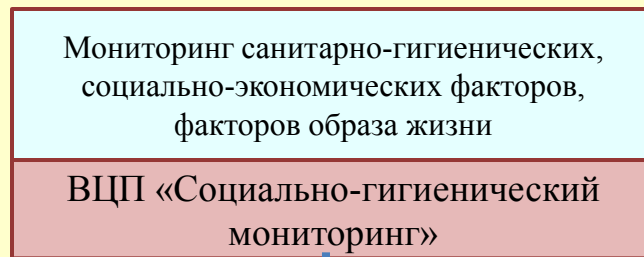 Мониторинг санитарно-гигиенических,
социально-экономических факторов,
факторов образа жизни
ВЦП «Социально-гигиенический
мониторинг»